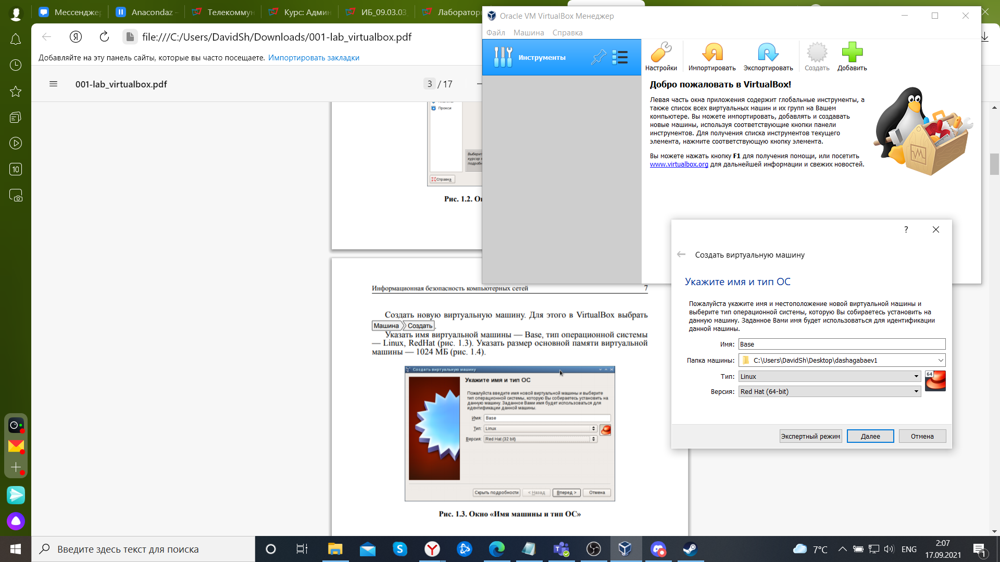 Мессендже
Anacondaz –
Телекоммун
Курс: Адми
ИБ_09.03.03
Лаборатор
file:///C:/Users/DavidSh/Downloads/001-lab_virtualbox.pdf
Добавляйте на эту панель сайты, которые вы часто посещаете. Импортировать закладки
001-lab_virtualbox.pdf
3 / 17
10
Прокси
Выберит
курсор м
подробн
Справка
Рис. 1.2. О
Информационная безопасность компьютерных сетей 7
Создать новую виртуальную машину. Для этого в VirtualBox выбрать
Машина Создать.
Указать имя виртуальной машины — Base, тип операционной системы
— Linux, RedHat (рис. 1.3). Указать размер основной памяти виртуальной
машины — 1024 МБ (рис. 1.4).
Создать виртуальную машину
Укажите имя и тип ОС
Пожалуйста введите имя новой виртуальной машины и выберите
тип операционной системы, которую Вы собираетесь установить на
данную машину. Заданное Вами имя будет использоваться для
идентификации данной машины.
Имя: Base
Тип: Linux
Версия: Red Hat (32 bit)
Скрыть подробности
< Назад
Вперед >
Отмена
Рис. 1.3. Окно «Имя машины и тип ОС»
Oracle VM VirtualBox Менеджер
Файл Машина Справка
Инструменты
Настройки
Импортировать
Экспортировать
Создать
Добавить
Добро пожаловать в VirtualBox!
Левая часть окна приложения содержит глобальные инструменты, а
также список всех виртуальных машин и их групп на Вашем
компьютере. Вы можете импортировать, добавлять и создавать
новые машины, используя соответствующие кнопки панели
инструментов. Для получения списка инструментов текущего
элемента, нажмите соответствующую кнопку элемента.
Вы можете нажать кнопку F1 для получения помощи, или посетить
www.virtualbox.org для дальнейшей информации и свежих новостей.
?
Создать виртуальную машину
Укажите имя и тип ОС
Пожалуйста укажите имя и местоположение новой виртуальной машины и
выберите тип операционной системы, которую Вы собираетесь установить на
данную машину. Заданное Вами имя будет использоваться для идентификации
данной машины.
Имя: Base
Папка машины: C:\Users\DavidSh\Desktop\dashagabaev1
Тип: Linux
64
Версия: Red Hat (64-bit)
Экспертный режим
Далее
Отмена
Введите здесь текст для поиска
7°C
ENG
2:07
17.09.2021
1